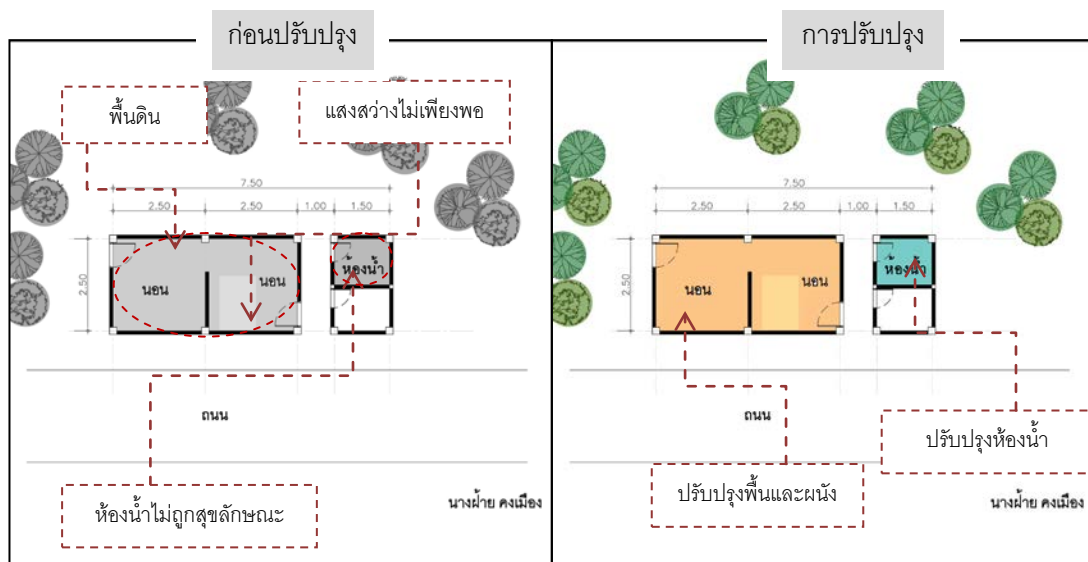 ก่อนปรับปรุง
พื้นดิน
แสงสว่างไม่เพียงพอ
7.50
2.50 2.50 1.00 1.50
2.50
ห้องน้ำ
นอน
นอน
ถนน
ห้องน้ำไม่ถูกสุขลักษณะ
นางฝ้าย คงเมือง
การปรับปรุง
7.50
2.50 2.50 1.00 1.50
ห้องน้ำ
นอน
นอน
ถนน
ปรับปรุงห้องน้ำ
ปรับปรุงพื้นและผนัง
นางฝ้าย คงเมือง